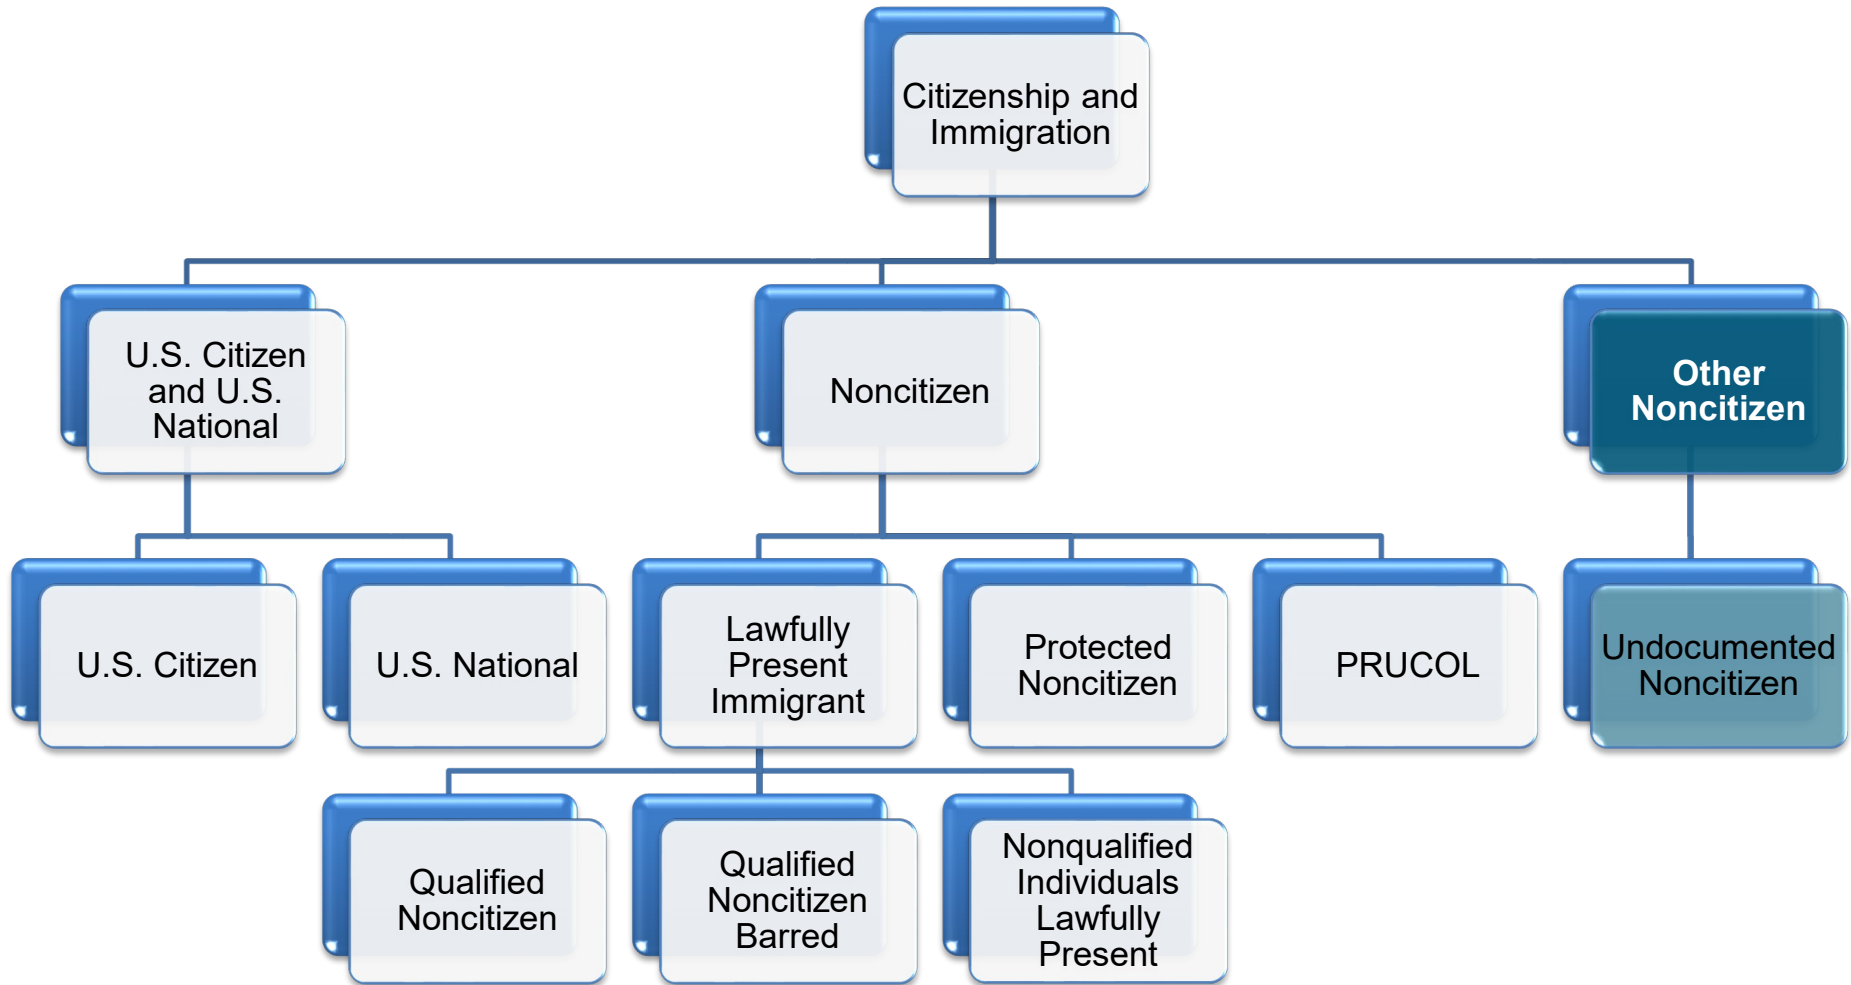 Citizenship and
Immigration
U.S. Citizen
and U.S.
National
Noncitizen
Other
Noncitizen
U.S. Citizen
U.S. National
Lawfully
Present
Immigrant
Protected
Noncitizen
PRUCOL
Undocumented
Noncitizen
Qualified
Noncitizen
Qualified
Noncitizen
Barred
Nonqualified
Individuals
Lawfully
Present